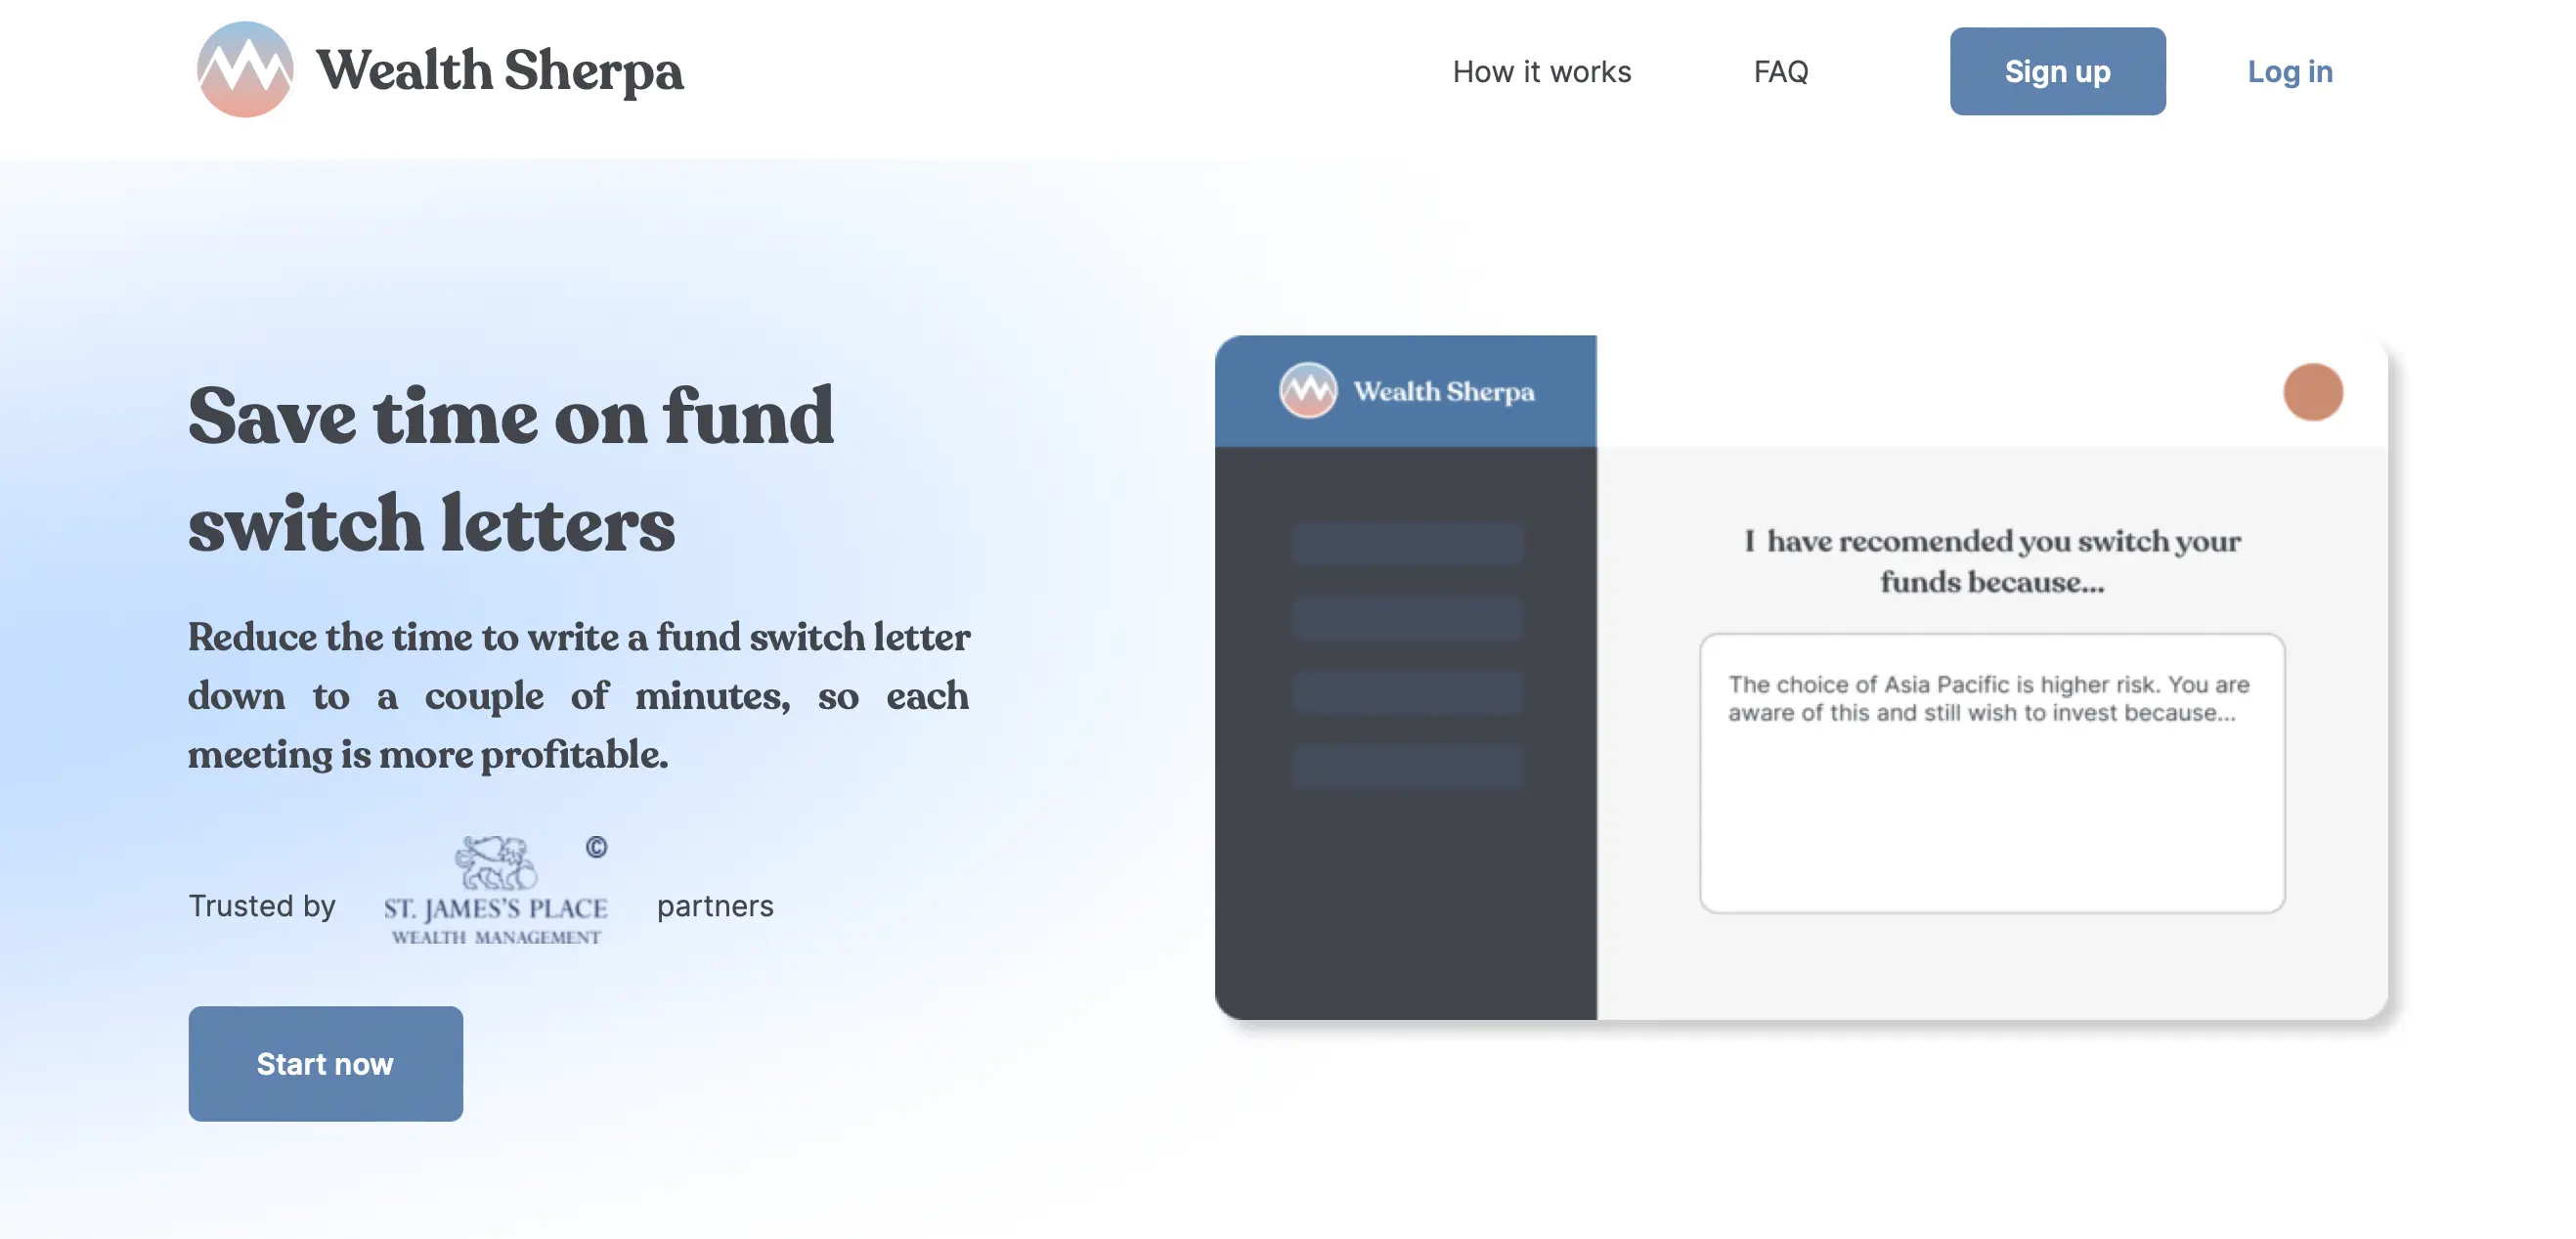 Wealth Sherpa
How it works
FAQ
Sign up
Log in
Save time on fund
switch letters
Reduce the time to write a fund switch letter
down to a couple of minutes, so each
meeting is more profitable.
Trusted by
©
ST. JAMES'S PLACE
WEALTH MANAGEMENT
partners
Start now
Wealth Sherpa
I have recomended you switch your
funds because...
The choice of Asia Pacific is higher risk. You are
aware of this and still wish to invest because...